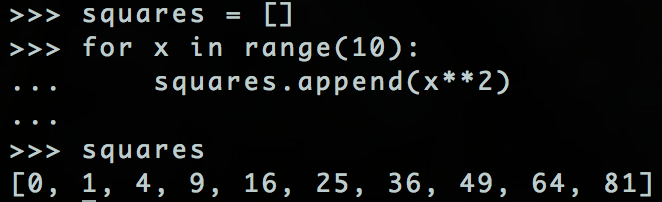 >>> squares = []
>>> for x in range(10):
...     squares.append(x**2)
...
>>> squares
[0, 1, 4, 9, 16, 25, 36, 49, 64, 81]